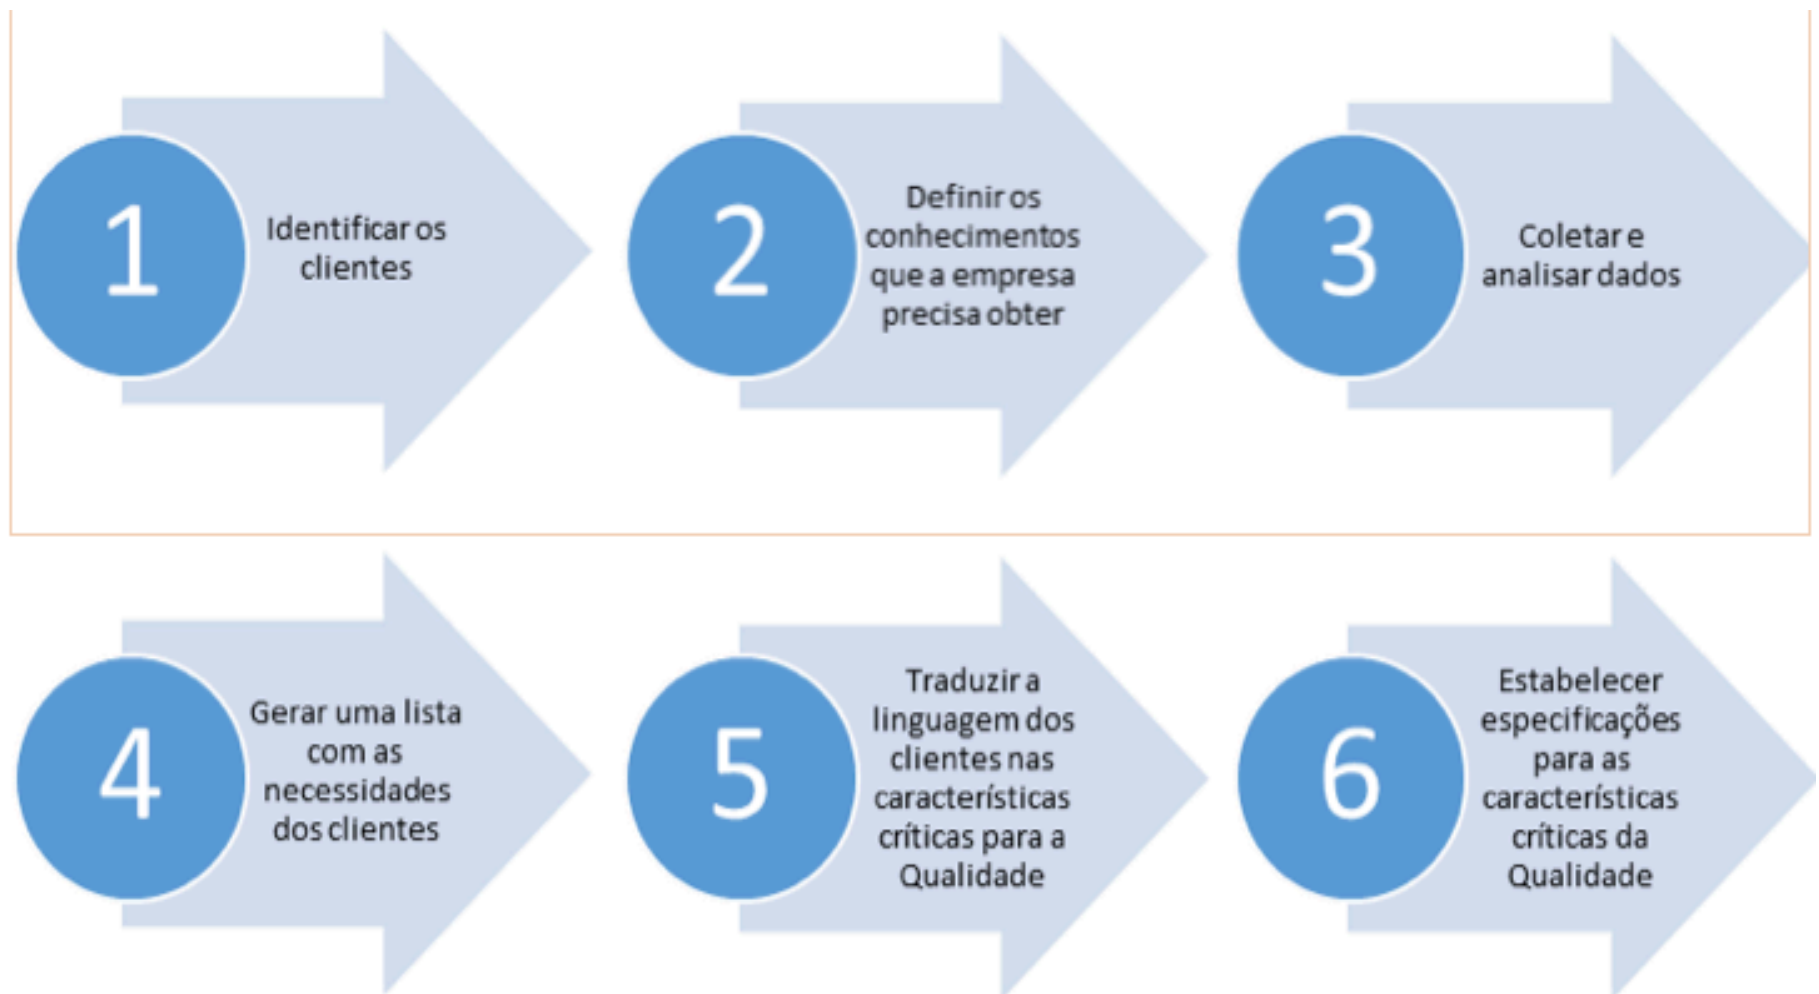 1
Identificar os
clientes
2
Definir os
conhecimentos
que a empresa
precisa obter
3
Coletar e
analisar dados
4
Gerar uma lista
com as
necessidades
dos clientes
5
Traduzir a
linguagem dos
clientes nas
características
críticas para a
Qualidade
6
Estabelecer
especificações
para as
características
críticas da
Qualidade